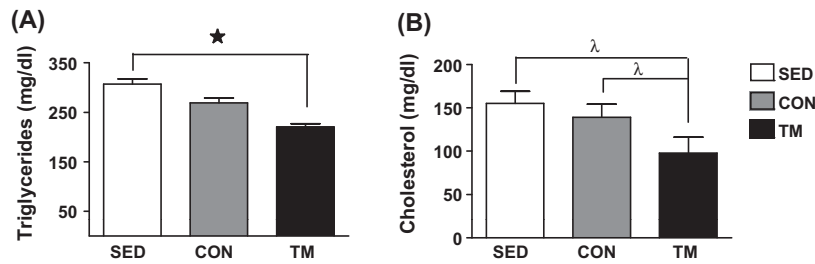 (A)
★
Triglycerides (mg/dl)
350
250
150
50
SED CON TM
(B)
λ
λ
Cholesterol (mg/dl)
200
150
100
50
0
SED CON TM
SED
CON
TM